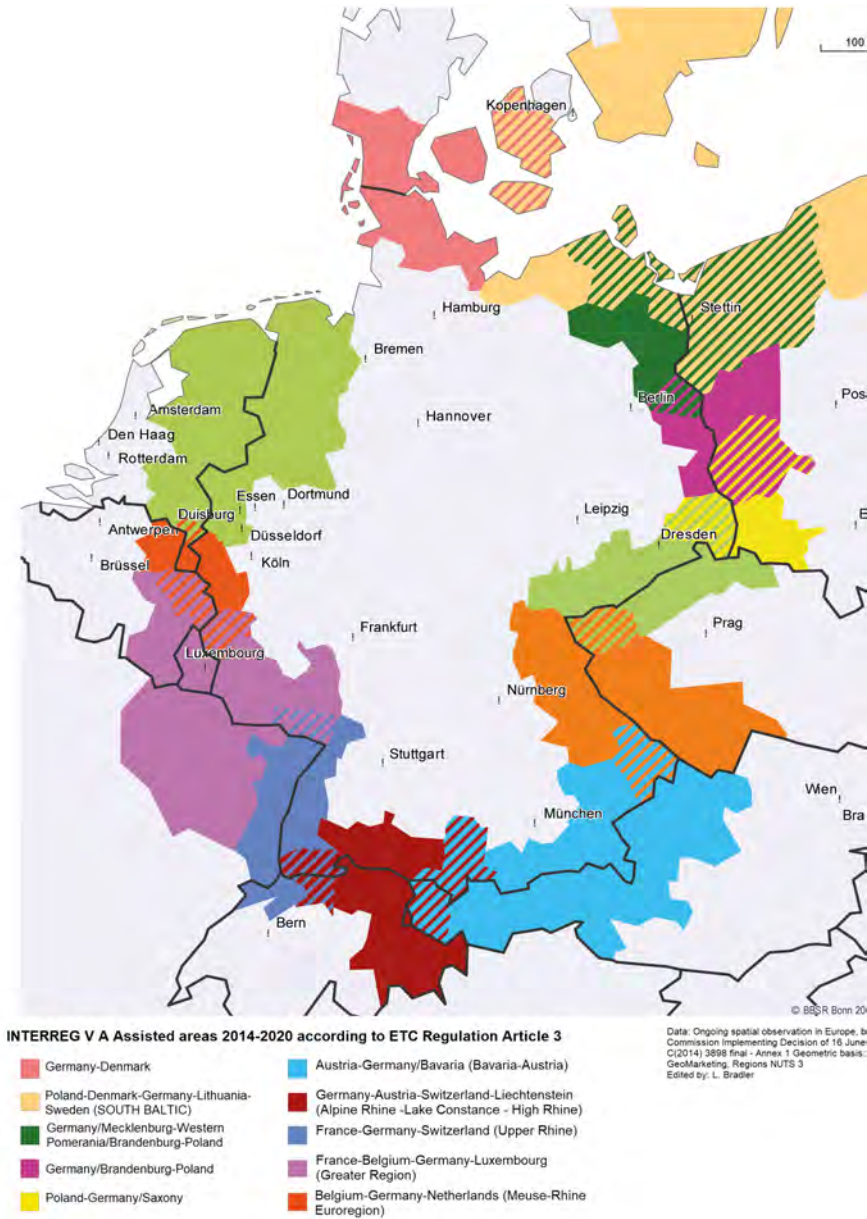 100
Kopenhagen
Hamburg
Stettin
Bremen
Berlin
Amsterdam
Hannover
Den Haag
Rotterdam
Essen
Dortmund
Duisburg
Leipzig
Antwerpen
Düsseldorf
Dresden
Brüssel
Köln
Frankfurt
Prag
Luxembourg
Nürnberg
Stuttgart
Wien
München
Bra
Bern
© BBSR Bonn
INTERREG V A Assisted areas 2014-2020 according to ETC Regulation Article 3
Germany-Denmark
Poland-Denmark-Germany-Lithuania-
Sweden (SOUTH BALTIC)
Germany/Mecklenburg-Western
Pomerania/Brandenburg-Poland
Germany/Brandenburg-Poland
Poland-Germany/Saxony
Austria-Germany/Bavaria (Bavaria-Austria)
Germany-Austria-Switzerland-Liechtenstein
(Alpine Rhine -Lake Constance - High Rhine)
France-Germany-Switzerland (Upper Rhine)
France-Belgium-Germany-Luxembourg
(Greater Region)
Belgium-Germany-Netherlands (Meuse-Rhine
Euroregion)
Data: Ongoing spatial observation in Europe,
Commission Implementing Decision of 16 June
C(2014) 3898 final - Annex 1 Geometric basis:
GeoMarketing, Regions NUTS 3
Edited by: L. Bradler